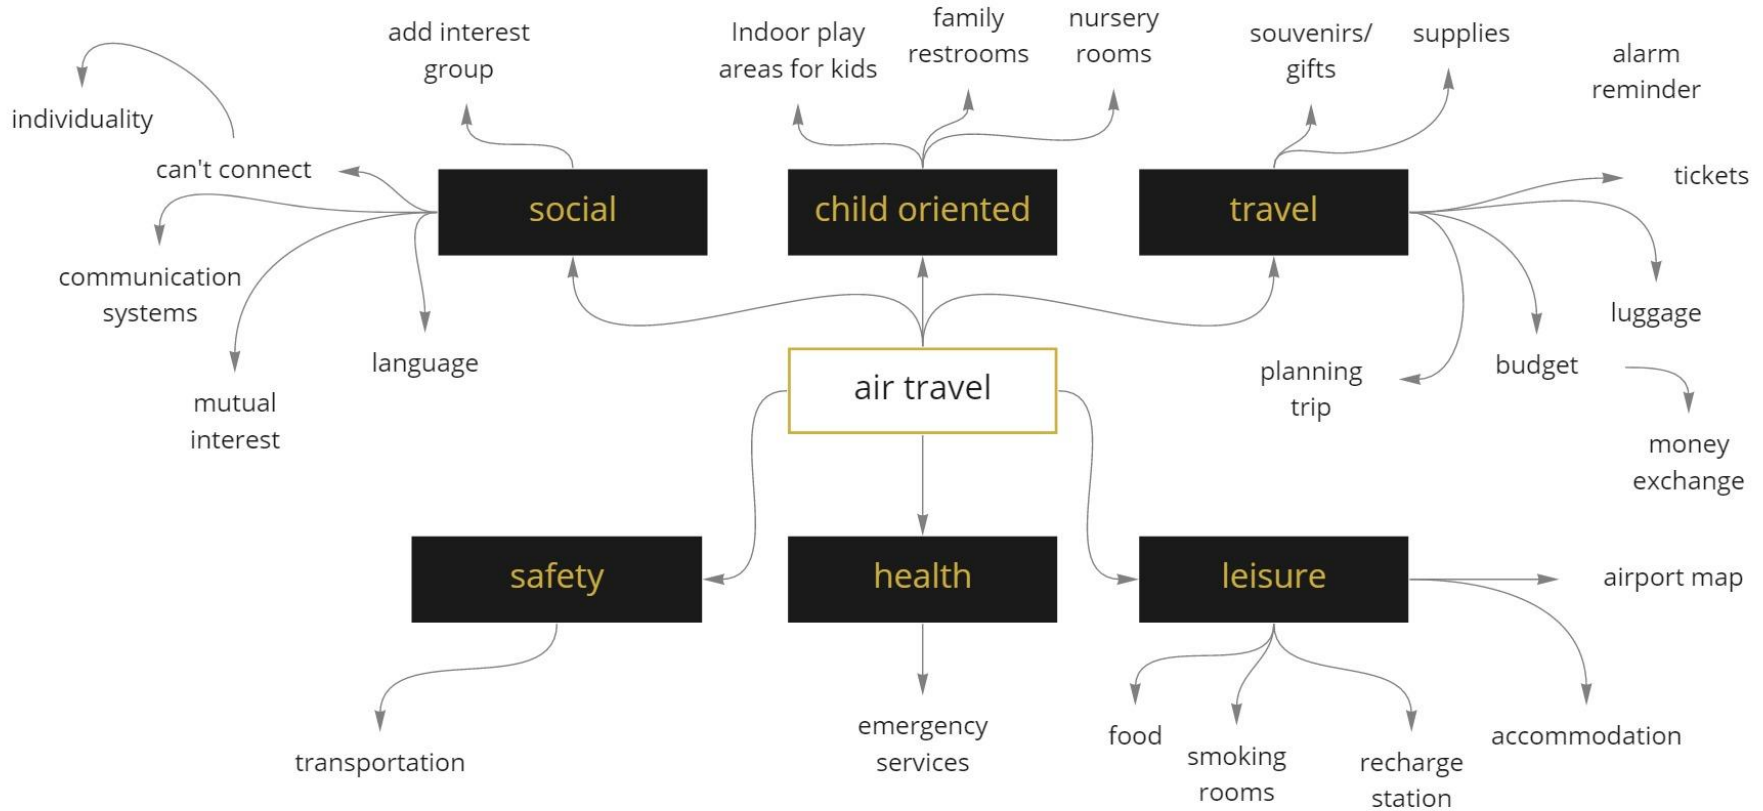 add interest
group
Indoor play
areas for kids
family
restrooms
nursery
rooms
souvenirs/
gifts
supplies
alarm
reminder
individuality
can't connect
social
child oriented
travel
tickets
communication
systems
language
mutual
interest
air travel
planning
trip
budget
luggage
money
exchange
safety
health
leisure
airport map
transportation
emergency
services
food
smoking
rooms
recharge
station
accommodation